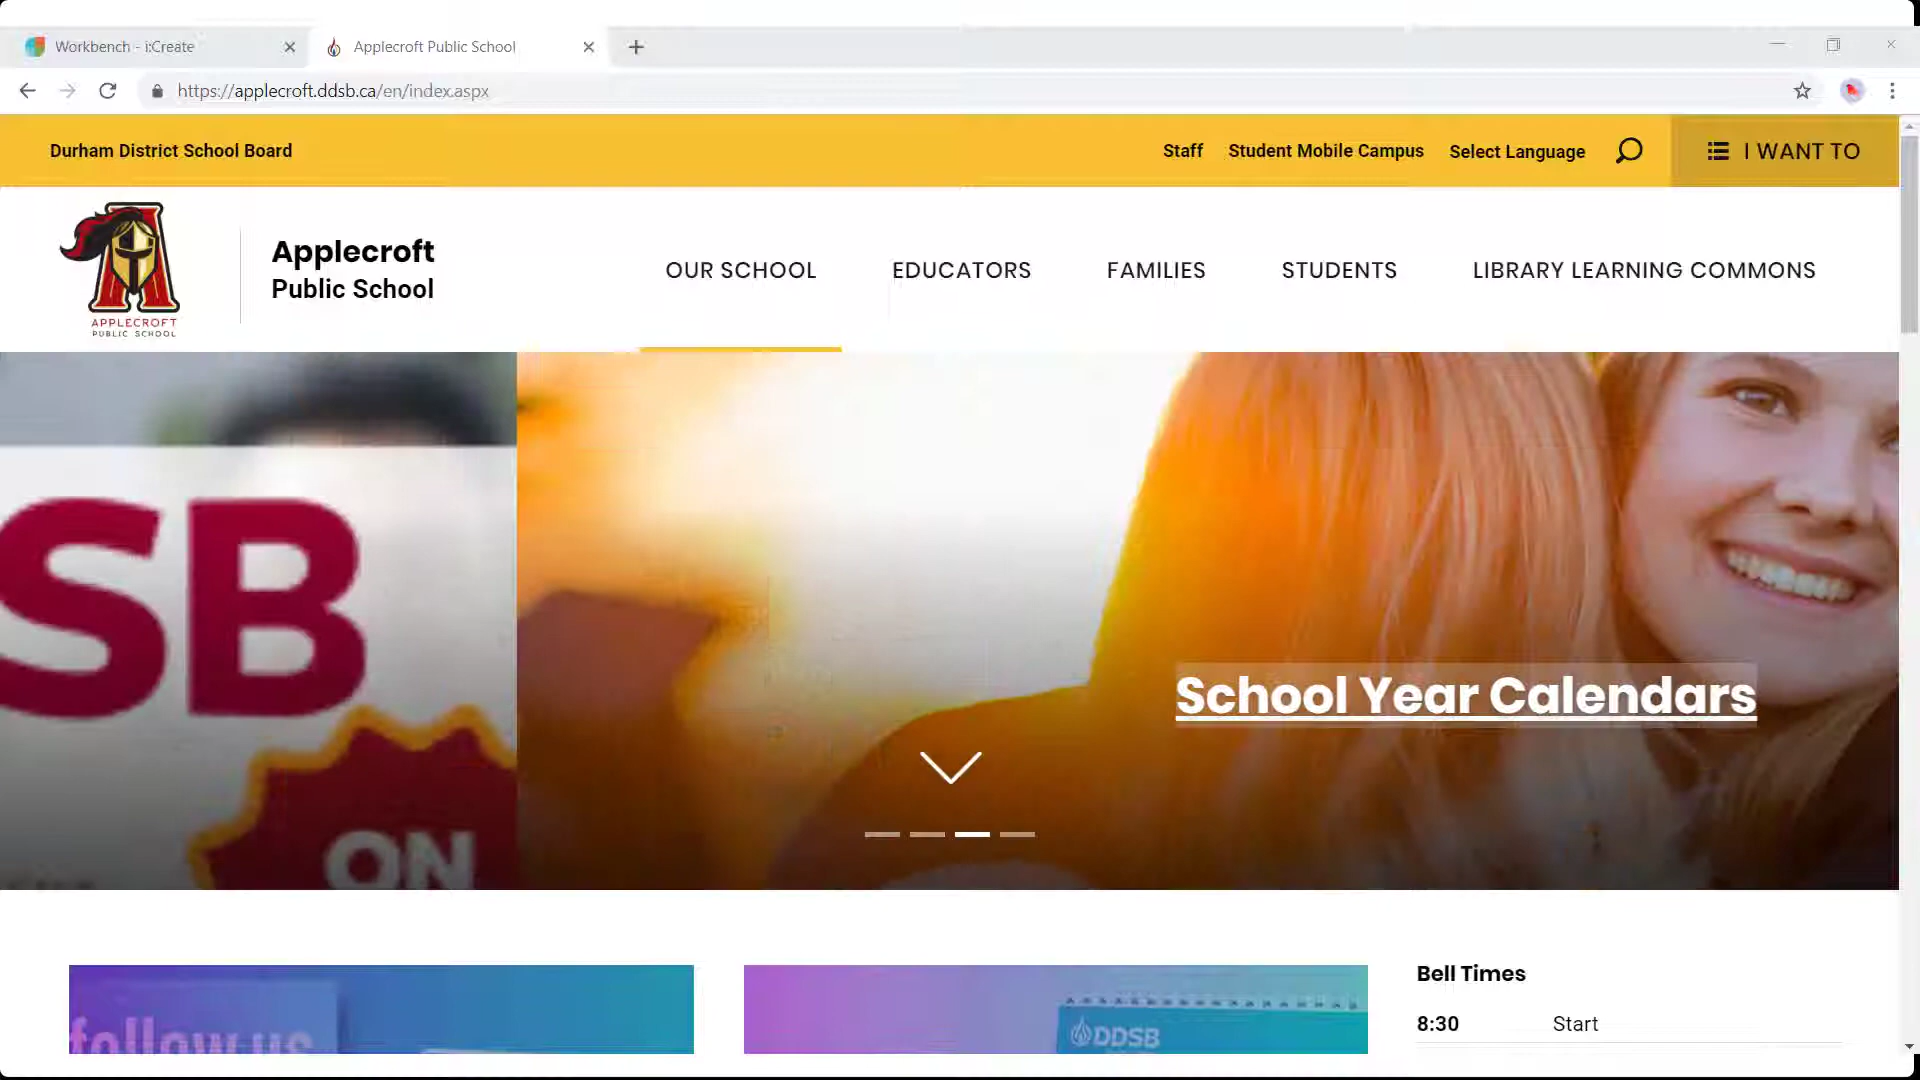 Workbench - i:Create
Applecroft Public School
https://applecroft.ddsb.ca/en/index.aspx
Durham District School Board
Staff
Student Mobile Campus
Select Language
I WANT TO
APPLECROFT
PUBLIC SCHOOL
Applecroft
Public School
OUR SCHOOL
EDUCATORS
FAMILIES
STUDENTS
LIBRARY LEARNING COMMONS
SB
ON
School Year Calendars
follow us
DDSB
Bell Times
8:30 Start